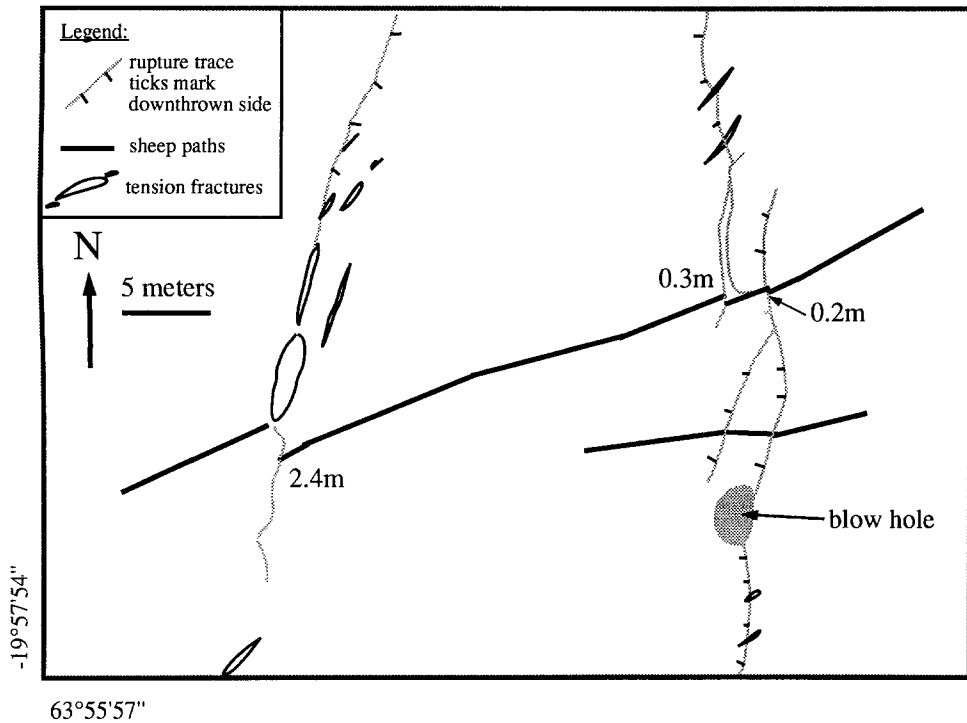 Legend:
rupture trace
ticks mark
downthrown side
sheep paths
tension fractures
N
5 meters
0.3m
0.2m
2.4m
blow hole
-19°57'54"
63°55'57"